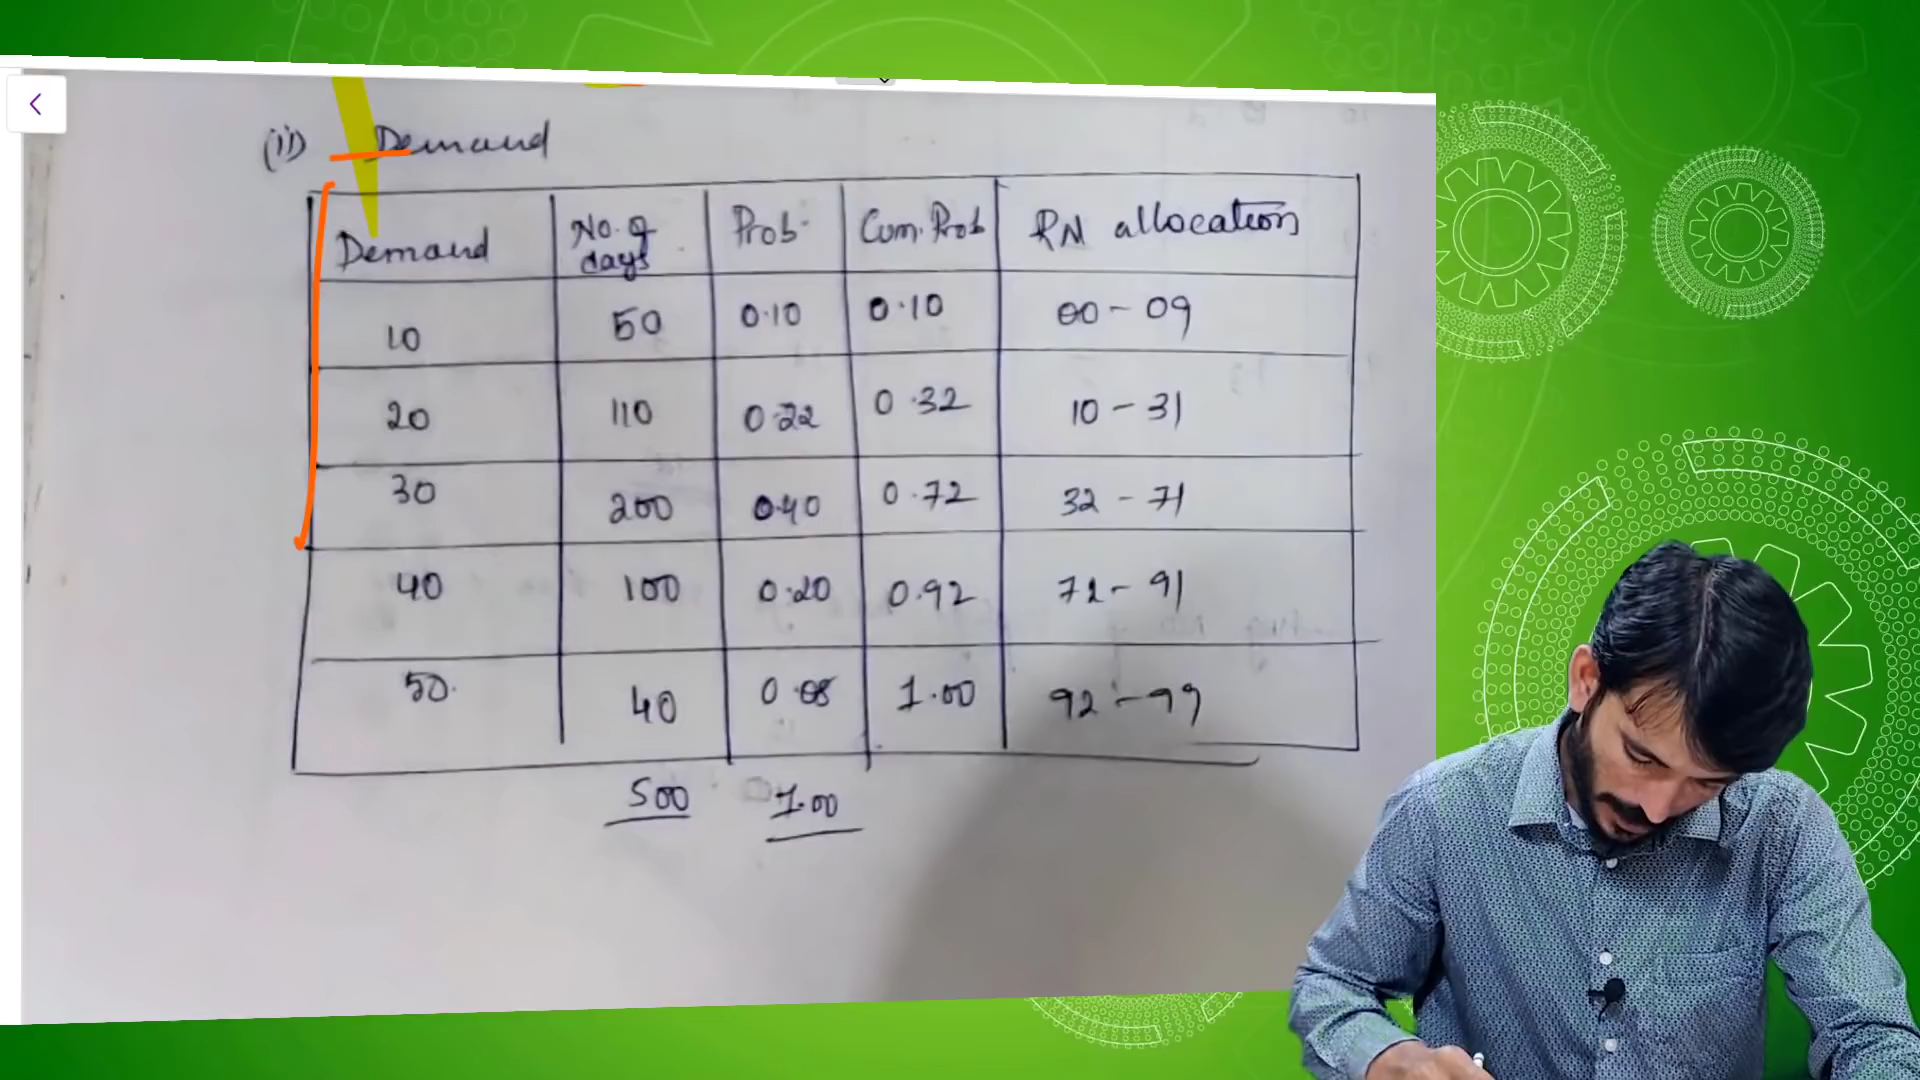 (ii) Demand
Demand No. of days Prob. Cum. Prob RN allocation
10 50 0.10 0.10 00-09
20 110 0.22 0.32 10-31
30 200 0.40 0.72 32-71
40 100 0.20 0.92 72-91
50. 40 0.08 1.00 92-99
500 1.00